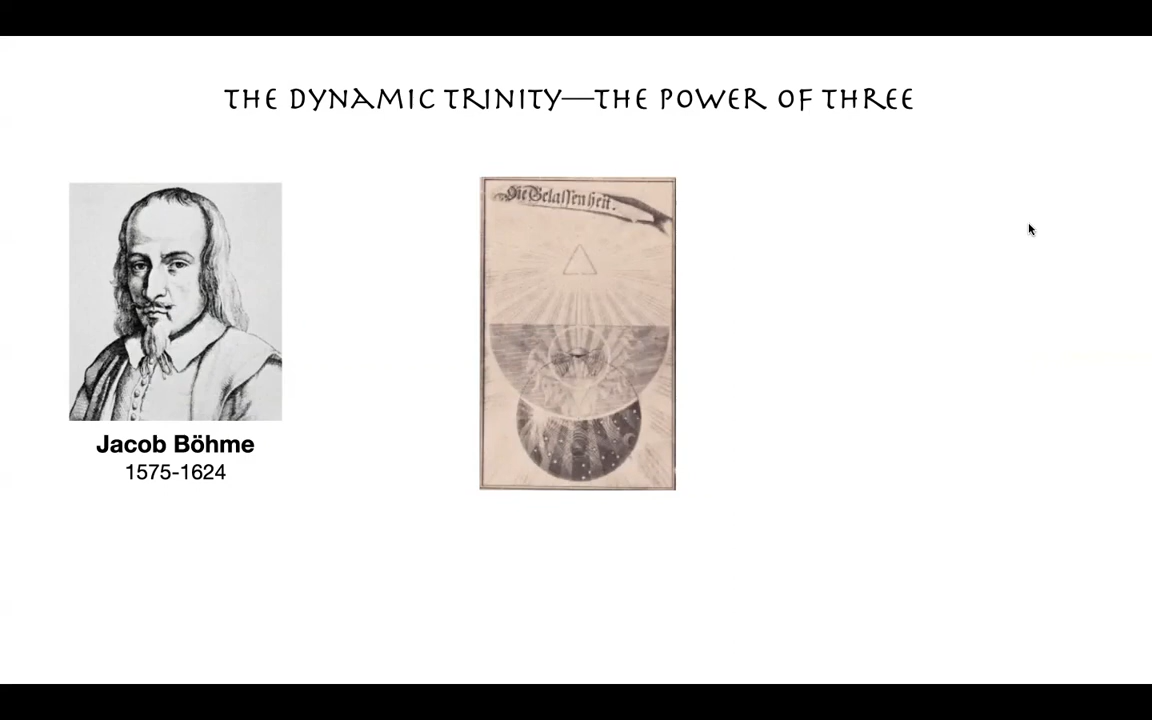 THE DYNAMIC TRINITY—THE POWER OF THREE
Die Gelassenheit.
Jacob Böhme
1575-1624